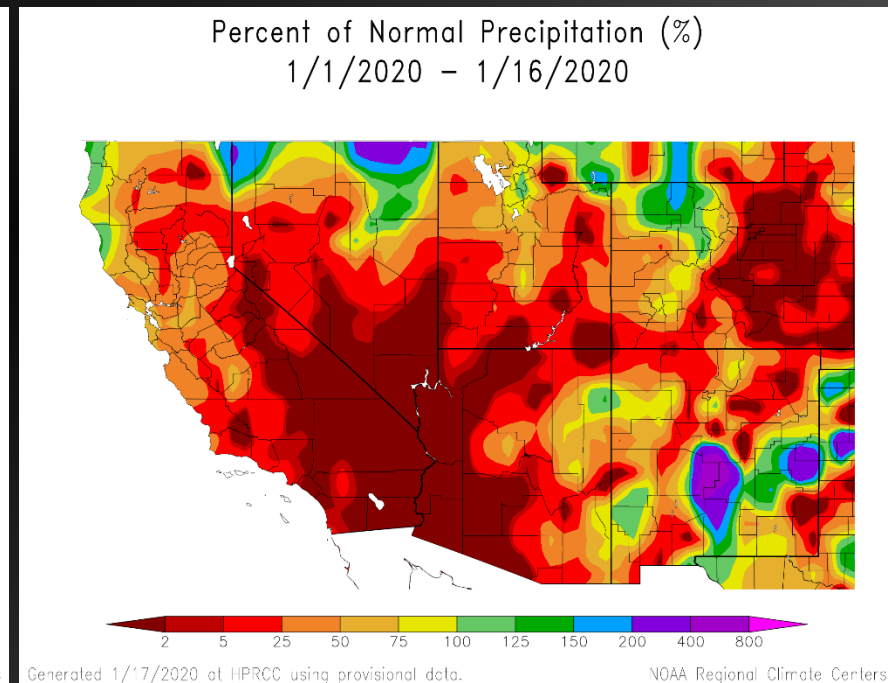 Percent of Normal Precipitation (%)
1/1/2020 – 1/16/2020
2 5 25 50 75 100 125 150 200 400 800
Generated 1/17/2020 at HPRCC using provisional data. NOAA Regional Climate Centers